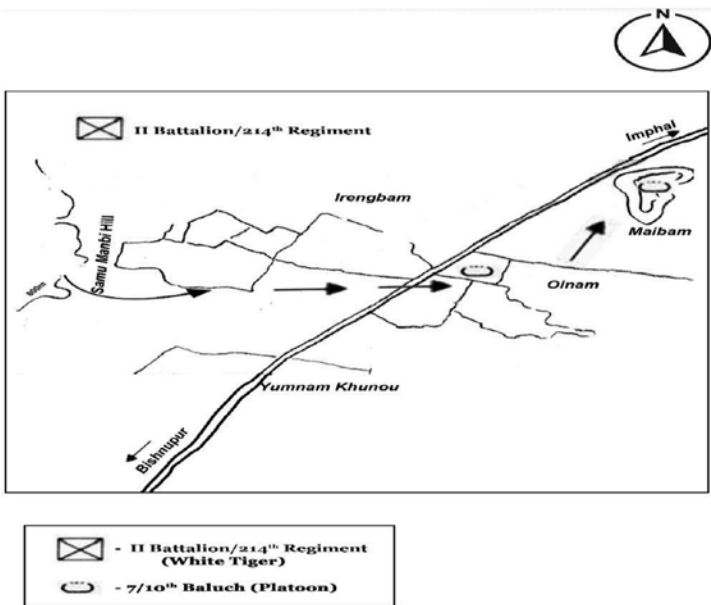 N
II Battalion/214th Regiment
Imphal
Irengbam
Samu Manbi Hill
Maibam
Oinam
Yumnam Khunou
Bishnupur
- II Battalion/214th Regiment
(White Tiger)
- 7/10th Baluch (Platoon)